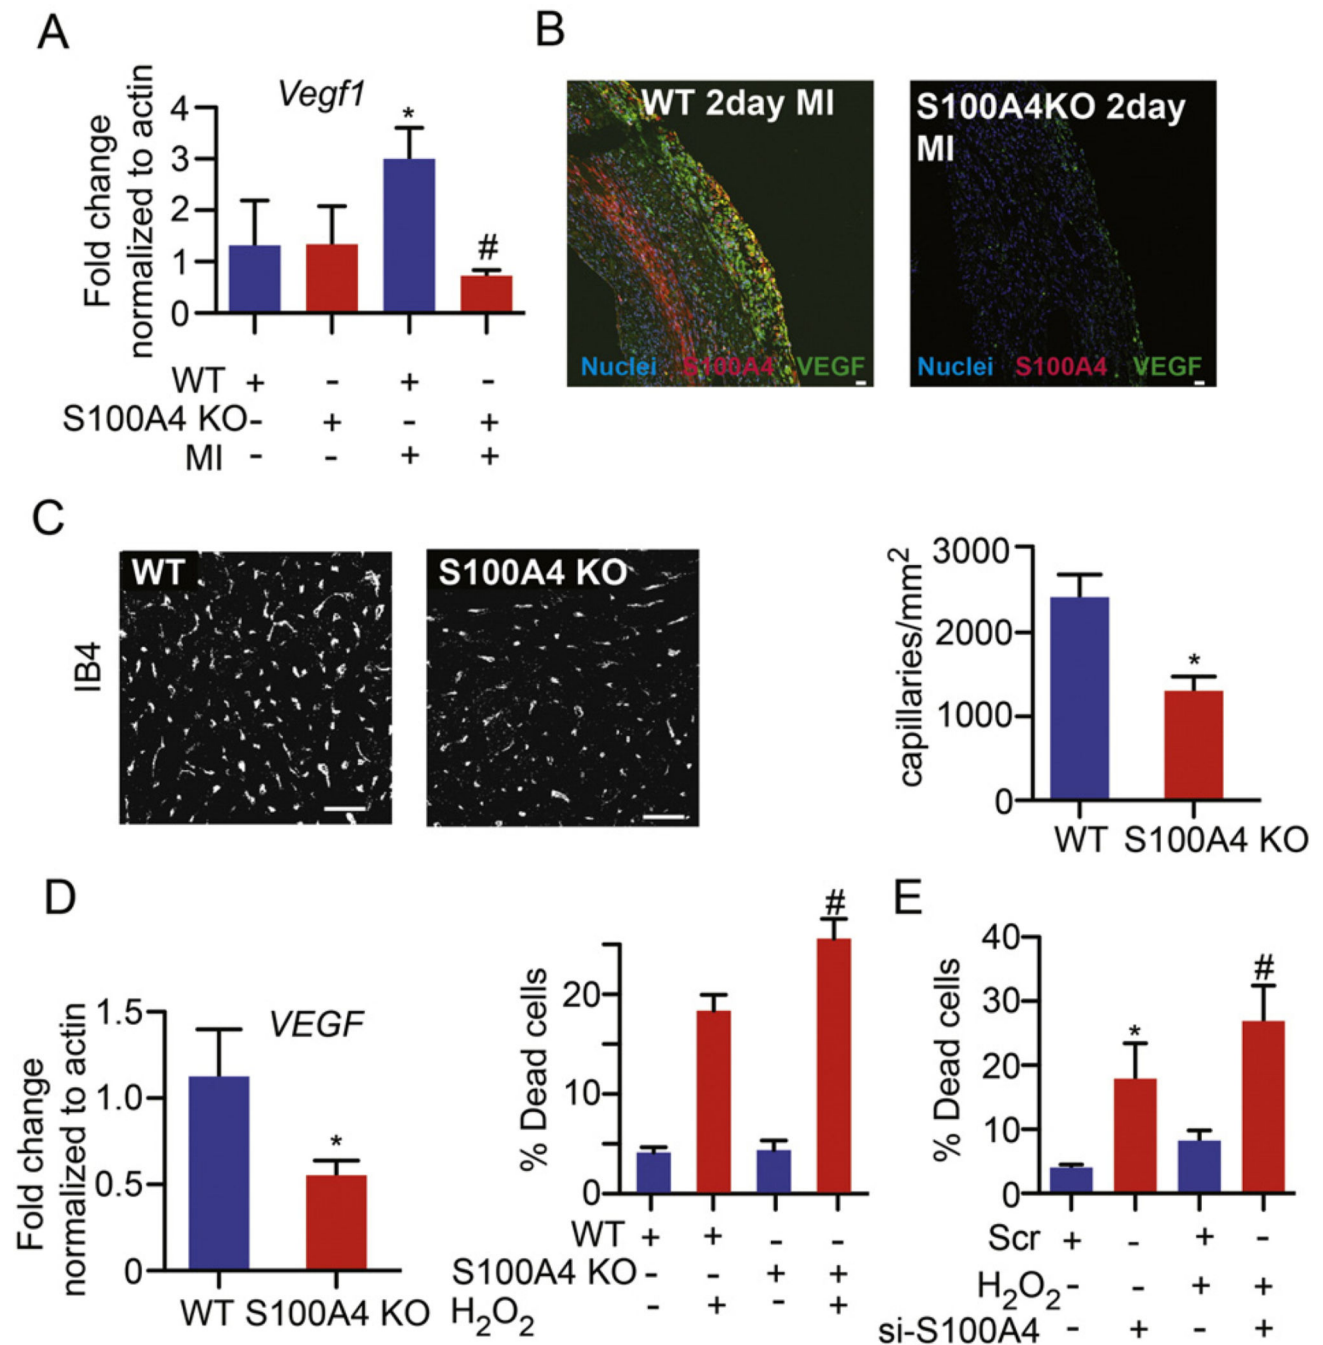 A
Vegf1
Fold change
normalized to actin
4
3
2
1
0
*
#
WT + - + -
S100A4 KO- + - +
MI - - + +
B
WT 2day MI
Nuclei S100A4 VEGF
S100A4KO 2day
MI
Nuclei S100A4 VEGF
C
IB4
WT
S100A4 KO
capillaries/mm2
3000
2000
1000
0
*
WT S100A4 KO
D
Fold change
normalized to actin
1.5
1.0
0.5
0
VEGF
*
WT S100A4 KO
% Dead cells
20
10
0
#
WT + + - -
S100A4 KO - - + +
H2O2 - + - +
E
% Dead cells
40
30
20
10
0
*
#
Scr + - + -
H2O2 - - + +
si-S100A4 - + - +